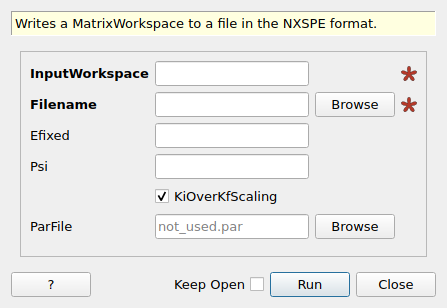 Writes a MatrixWorkspace to a file in the NXSPE format.
InputWorkspace
Filename Browse
Efixed
Psi
KiOverKfScaling
ParFile not_used.par Browse
? Keep Open Run Close